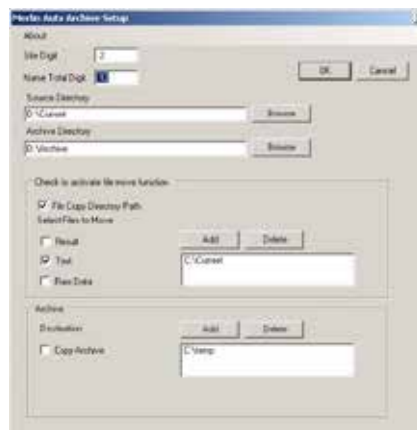 Merlin Auto Archive Setup
About
Site Digit 2
Name Total Digit
OK Cancel
Source Directory
D:\Current Browse
Archive Directory
D:\Archive Browse
Check to activate file move function
File Copy Directory Path
Select Files to Move
Result Add Delete
Text C:\Current
Raw Data
Archive
Destination Add Delete
Copy Archive C:\temp